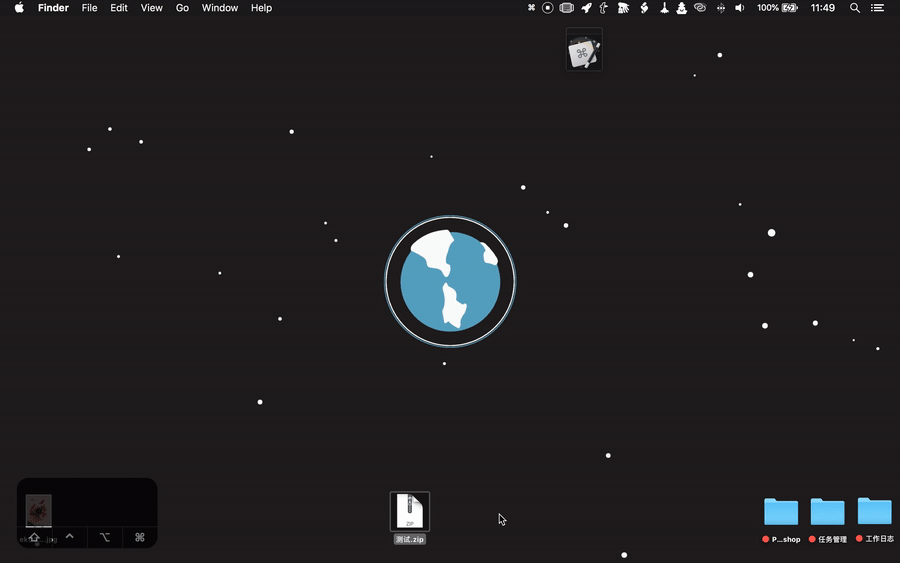 Finder File Edit View Go Window Help 100% 11:49
ZIP
测试.zip
P...shop 任务管理 工作日志